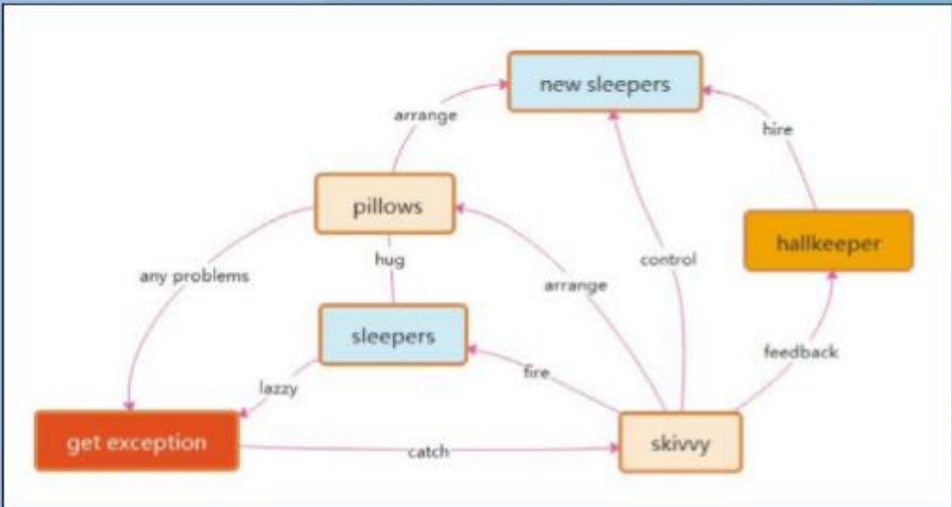 new sleepers
arrange
hire
pillows
hallkeeper
hug
any problems
control
arrange
sleepers
feedback
fire
lazzy
get exception
skivvy
catch